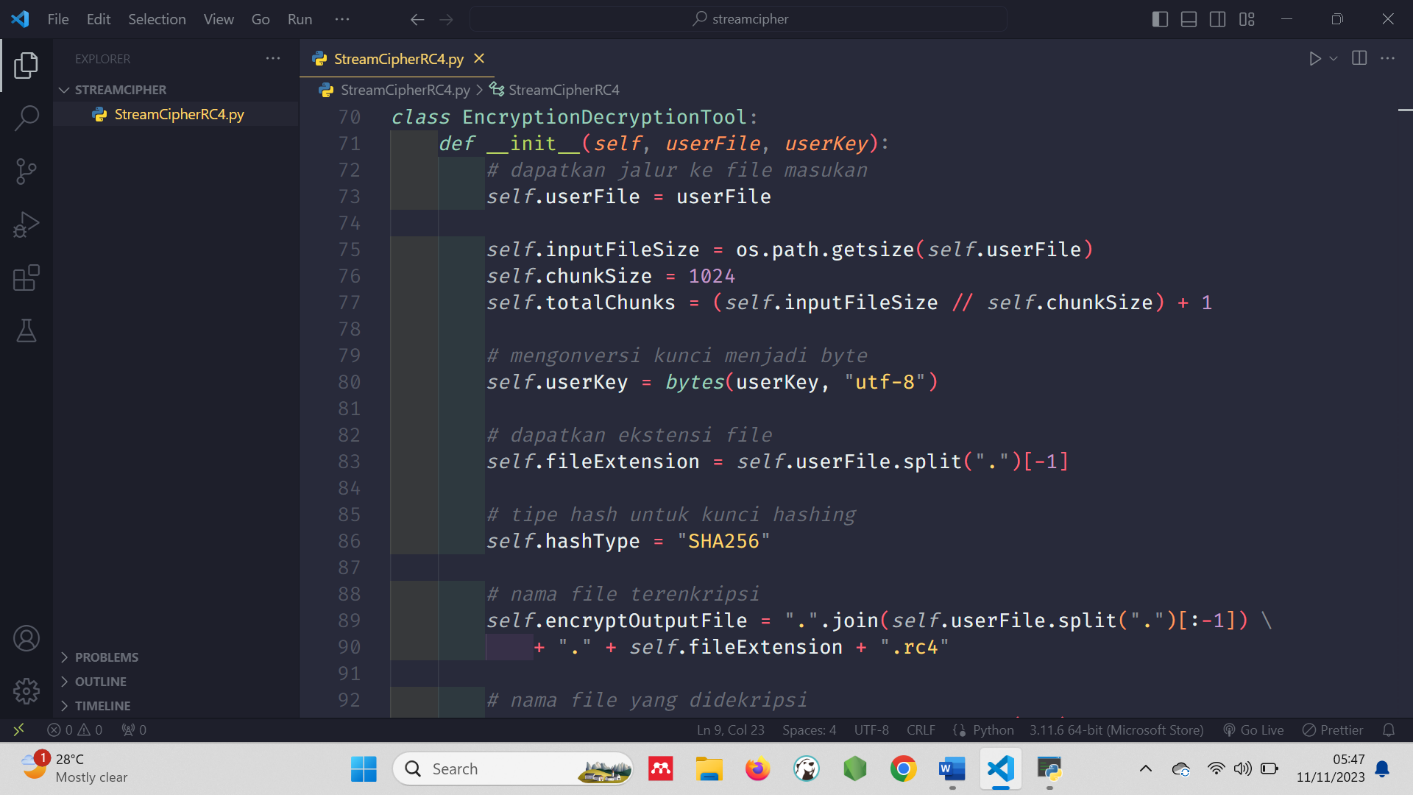 File Edit Selection View Go Run ··· streamcipher
EXPLORER ···
STREAMCIPHER
StreamCipherRC4.py
PROBLEMS
OUTLINE
TIMELINE
StreamCipherRC4.py
StreamCipherRC4.py > StreamCipherRC4
70 class EncryptionDecryptionTool:
71 def __init__(self, userFile, userKey):
72 # dapatkan jalur ke file masukan
73 self.userFile = userFile
74
75 self.inputFileSize = os.path.getsize(self.userFile)
76 self.chunkSize = 1024
77 self.totalChunks = (self.inputFileSize // self.chunkSize) + 1
78
79 # mengonversi kunci menjadi byte
80 self.userKey = bytes(userKey, "utf-8")
81
82 # dapatkan ekstensi file
83 self.fileExtension = self.userFile.split(".")[-1]
84
85 # tipe hash untuk kunci hashing
86 self.hashType = "SHA256"
87
88 # nama file terenkripsi
89 self.encryptOutputFile = ".".join(self.userFile.split(".")[:-1]) \
90 + "." + self.fileExtension + ".rc4"
91
92 # nama file yang didekripsi
0 0 0 Ln 9, Col 23 Spaces: 4 UTF-8 CRLF Python 3.11.6 64-bit (Microsoft Store) Go Live Prettier
1 28°C
Mostly clear
Search
05:47
11/11/2023